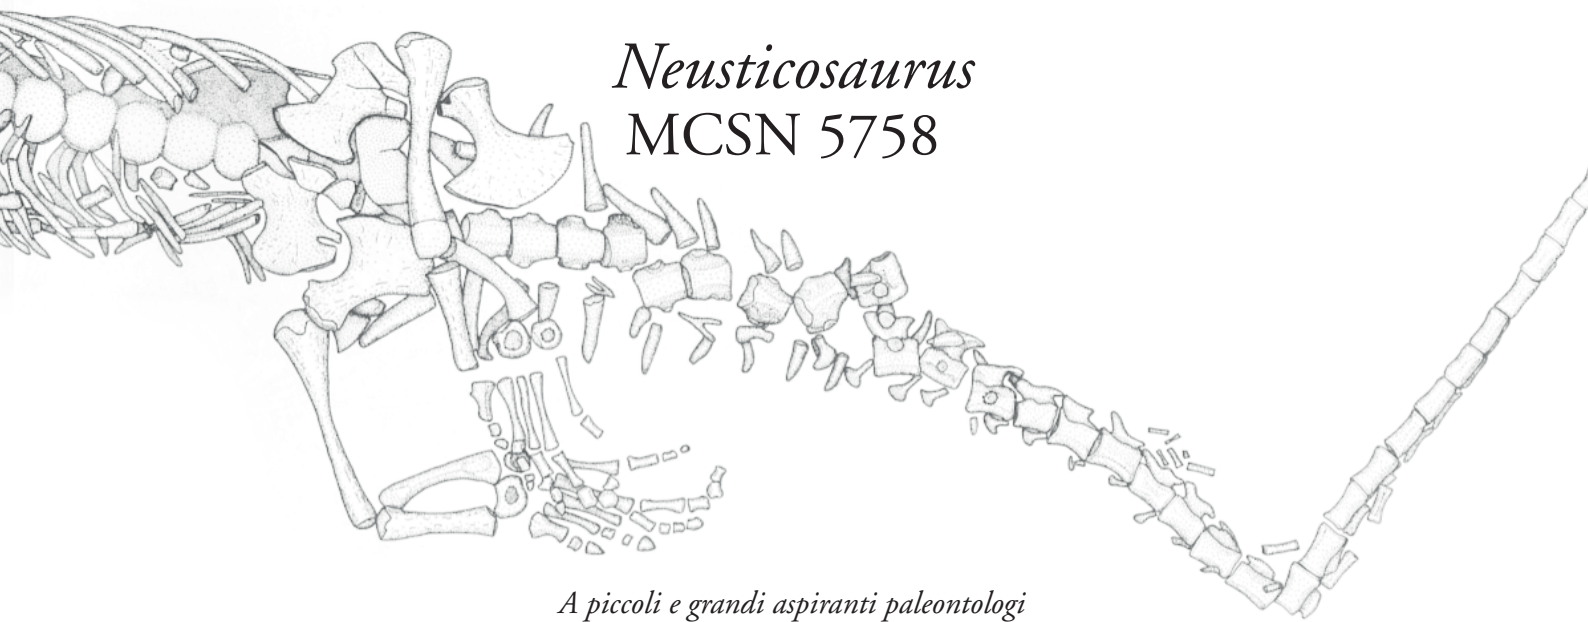 Neusticosaurus
MCSN 5758
A piccoli e grandi aspiranti paleontologi